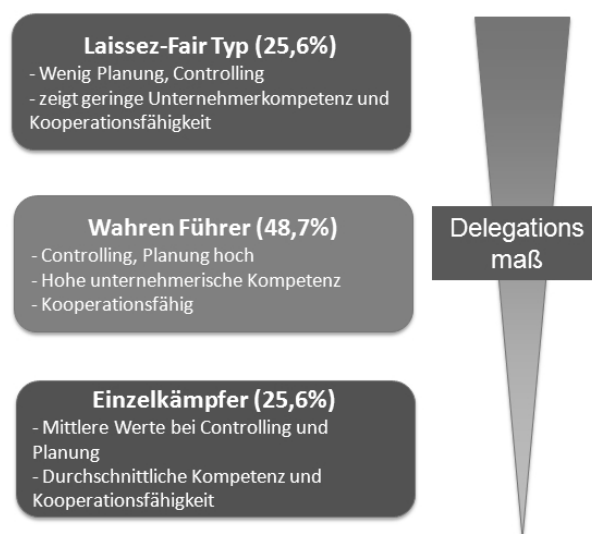 Laissez-Fair Typ (25,6%)
- Wenig Planung, Controlling
- zeigt geringe Unternehmerkompetenz und
Kooperationsfähigkeit
Wahren Führer (48,7%)
- Controlling, Planung hoch
- Hohe unternehmerische Kompetenz
- Kooperationsfähig
Delegations
maß
Einzelkämpfer (25,6%)
- Mittlere Werte bei Controlling und
Planung
- Durchschnittliche Kompetenz und
Kooperationsfähigkeit